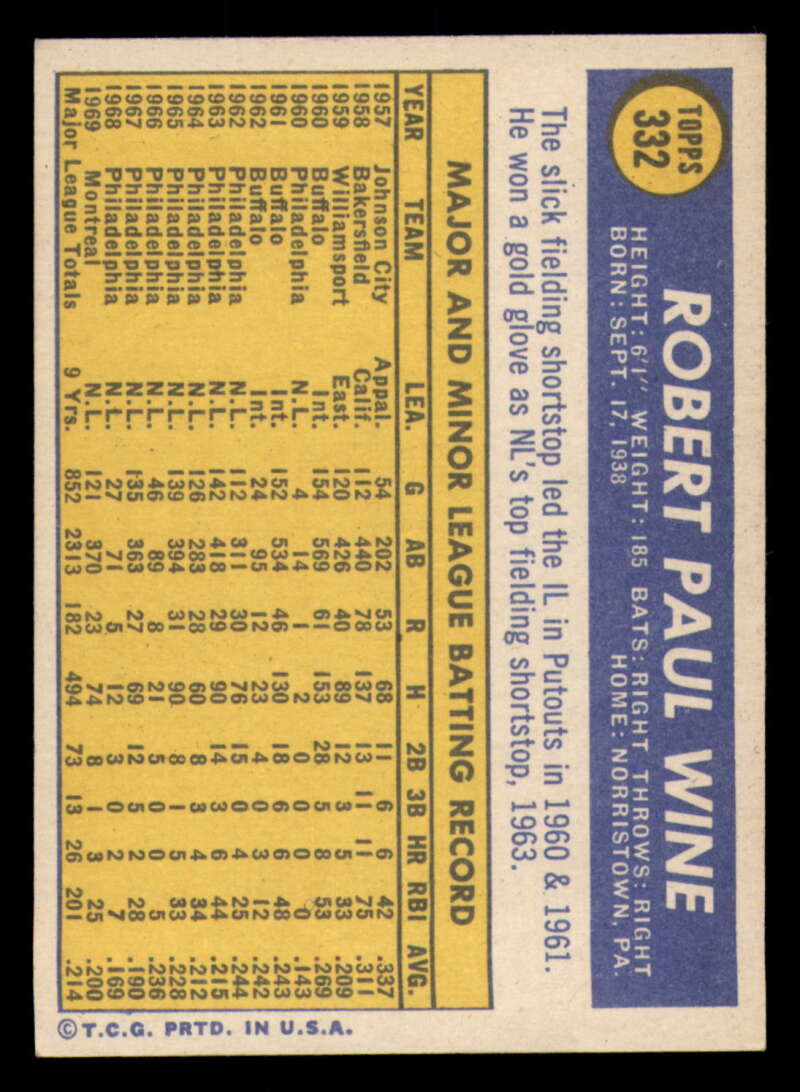 TOPPS
332
ROBERT PAUL WINE
HEIGHT: 6'1" WEIGHT: 185 BATS: RIGHT THROWS: RIGHT
BORN: SEPT. 17, 1938 HOME: NORRISTOWN, PA.
The slick fielding shortstop led the IL in Putouts in 1960 & 1961.
He won a gold glove as NL's top fielding shortstop, 1963.
MAJOR AND MINOR LEAGUE BATTING RECORD
YEAR TEAM LEA. G AB R H 2B 3B HR RBI AVG.
1957 Johnson City Appal. 54 202 53 68 11 6 6 42 .337
1958 Bakersfield Calif. 112 440 78 137 13 11 11 75 .311
1959 Williamsport East. 120 426 40 89 12 3 5 33 .209
1960 Buffalo Int. 154 569 61 153 28 5 8 53 .269
1960 Philadelphia N.L. 4 14 1 2 0 0 0 0 .143
1961 Buffalo Int. 152 534 46 130 18 6 6 48 .243
1962 Buffalo Int. 24 95 12 23 4 0 3 12 .242
1962 Philadelphia N.L. 112 311 30 76 15 0 4 25 .244
1963 Philadelphia N.L. 142 418 29 90 14 3 6 44 .215
1964 Philadelphia N.L. 126 283 28 60 8 3 4 34 .212
1965 Philadelphia N.L. 139 394 31 90 8 1 5 33 .228
1966 Philadelphia N.L. 46 89 8 21 5 0 0 5 .236
1967 Philadelphia N.L. 135 363 27 69 12 5 2 28 .190
1968 Philadelphia N.L. 27 71 5 12 3 0 2 7 .169
1969 Montreal N.L. 121 370 23 74 8 1 3 25 .200
Major League Totals 9 Yrs. 852 2313 182 494 73 13 26 201 .214
© T.C.G. PRTD. IN U.S.A.